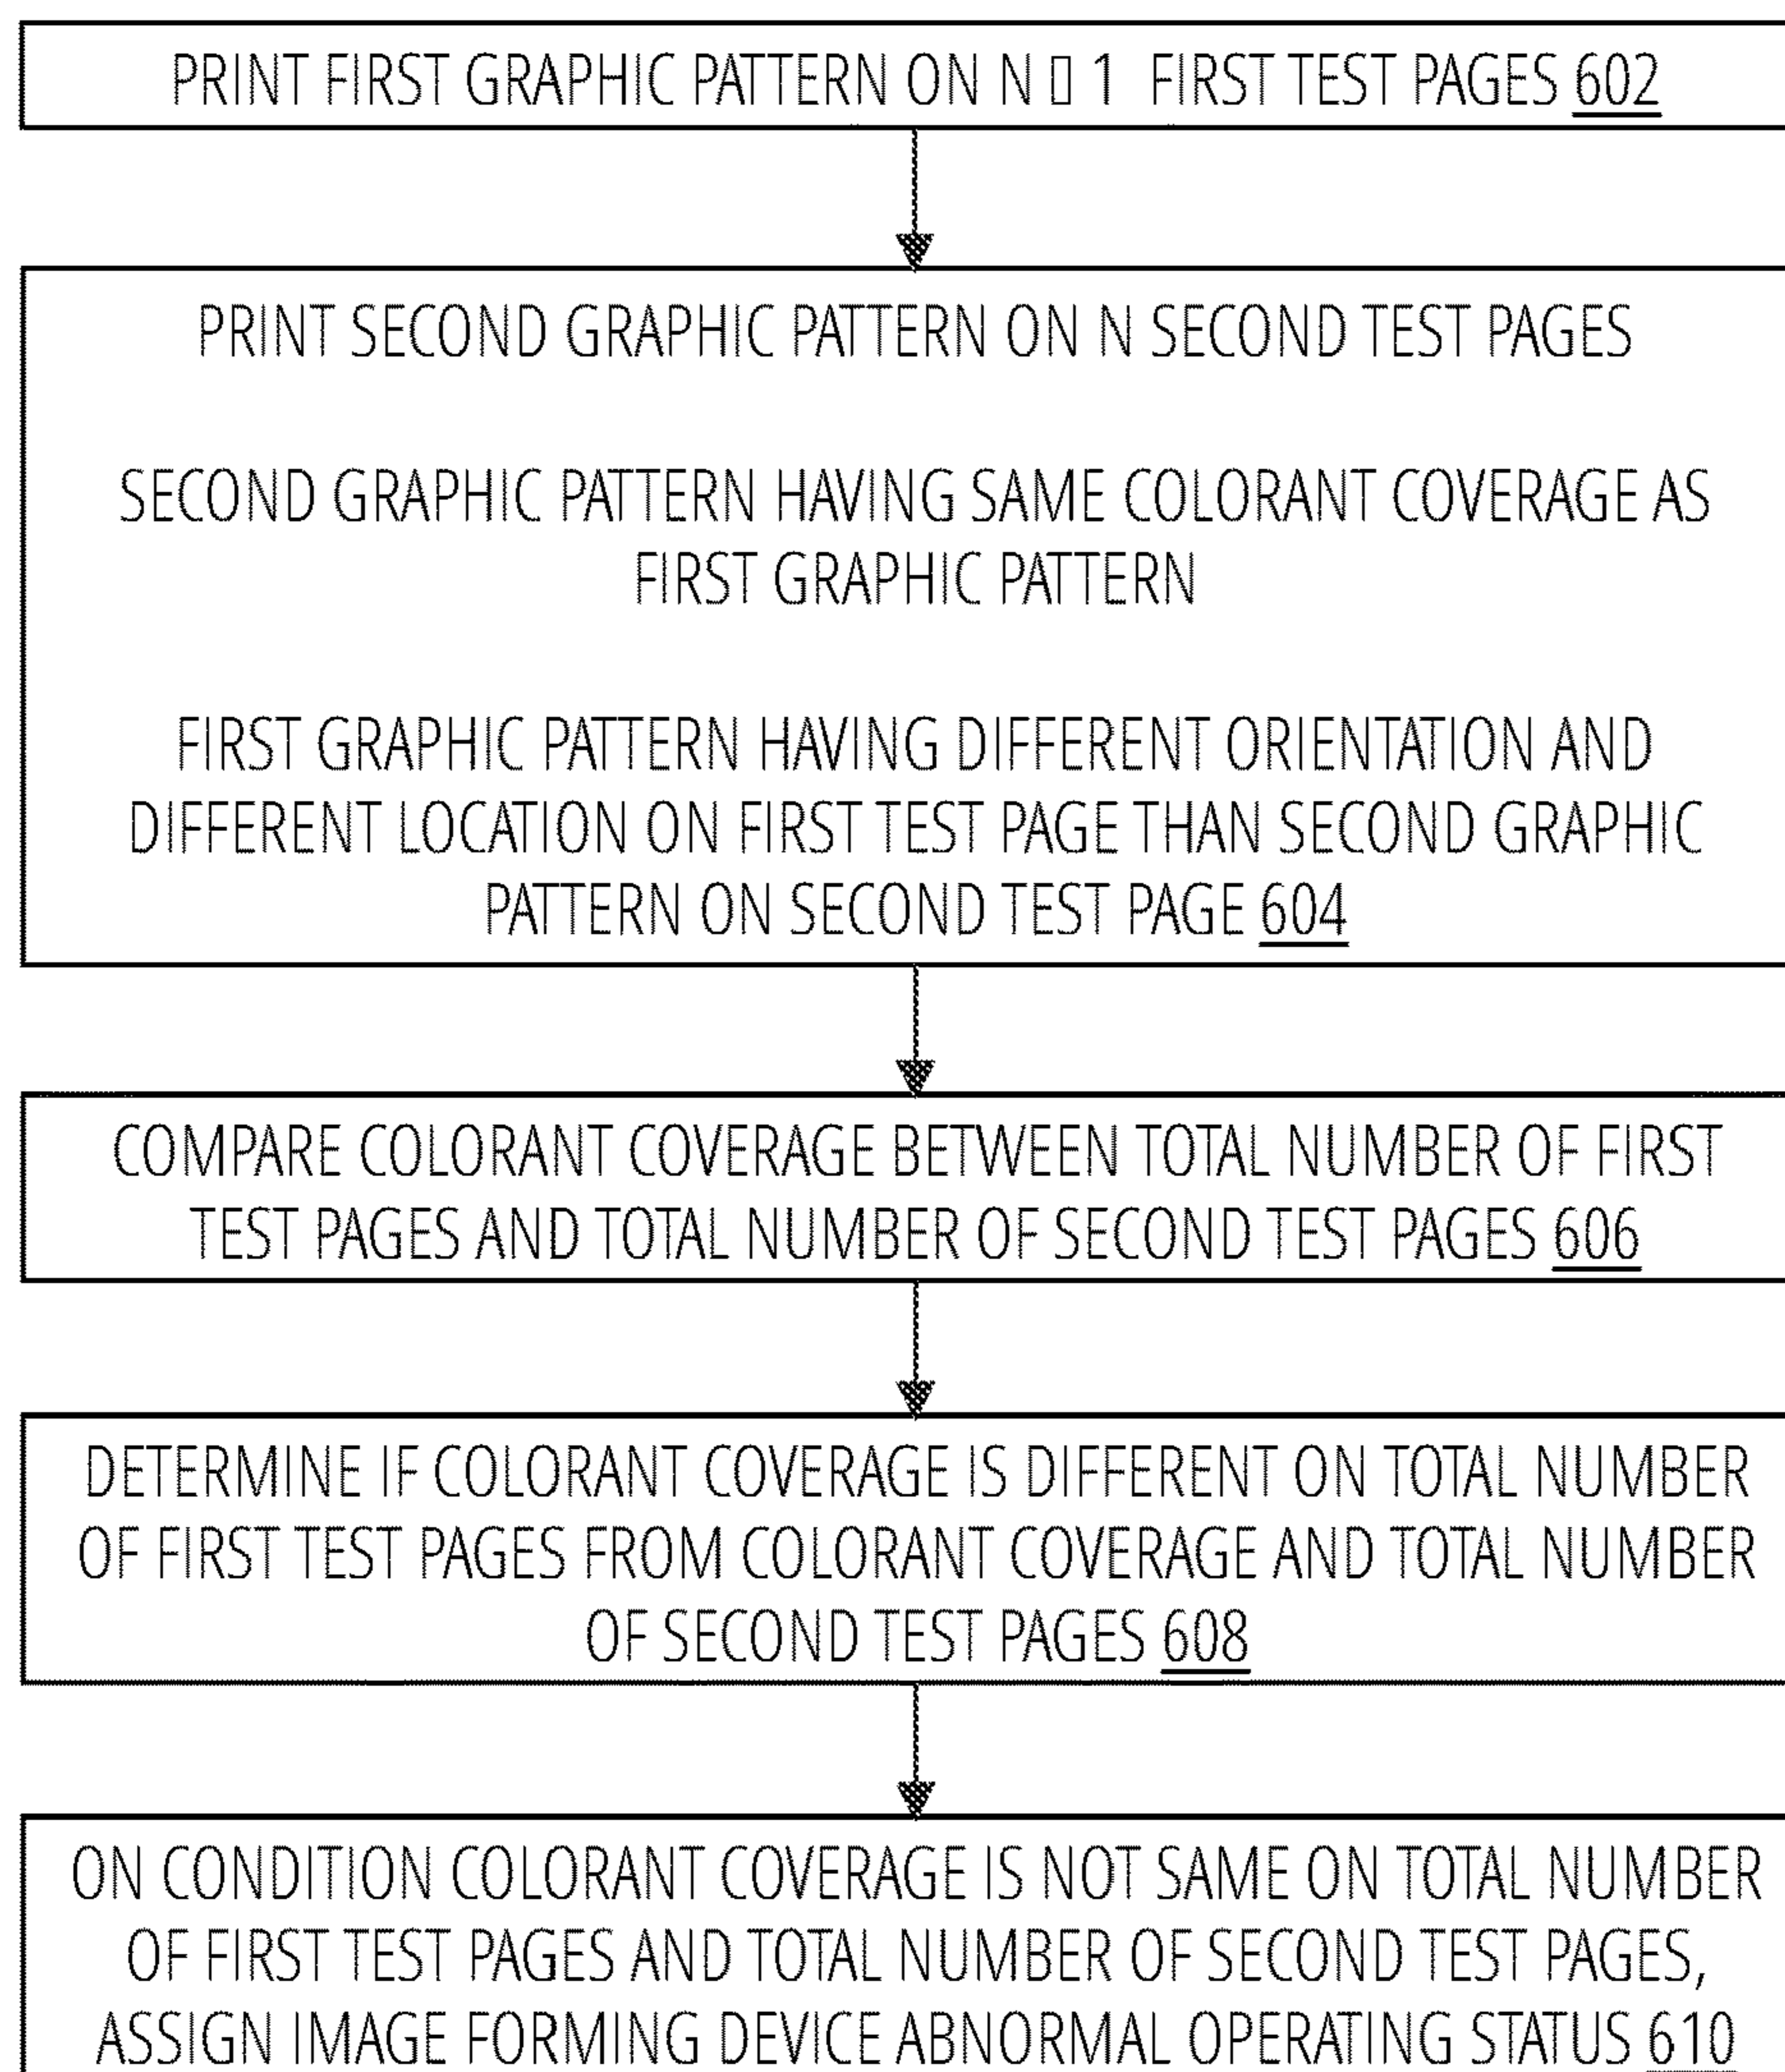 PRINT FIRST GRAPHIC PATTERN ON N ▯ 1 FIRST TEST PAGES 602
PRINT SECOND GRAPHIC PATTERN ON N SECOND TEST PAGES
SECOND GRAPHIC PATTERN HAVING SAME COLORANT COVERAGE AS
FIRST GRAPHIC PATTERN
FIRST GRAPHIC PATTERN HAVING DIFFERENT ORIENTATION AND
DIFFERENT LOCATION ON FIRST TEST PAGE THAN SECOND GRAPHIC
PATTERN ON SECOND TEST PAGE 604
COMPARE COLORANT COVERAGE BETWEEN TOTAL NUMBER OF FIRST
TEST PAGES AND TOTAL NUMBER OF SECOND TEST PAGES 606
DETERMINE IF COLORANT COVERAGE IS DIFFERENT ON TOTAL NUMBER
OF FIRST TEST PAGES FROM COLORANT COVERAGE AND TOTAL NUMBER
OF SECOND TEST PAGES 608
ON CONDITION COLORANT COVERAGE IS NOT SAME ON TOTAL NUMBER
OF FIRST TEST PAGES AND TOTAL NUMBER OF SECOND TEST PAGES,
ASSIGN IMAGE FORMING DEVICE ABNORMAL OPERATING STATUS 610